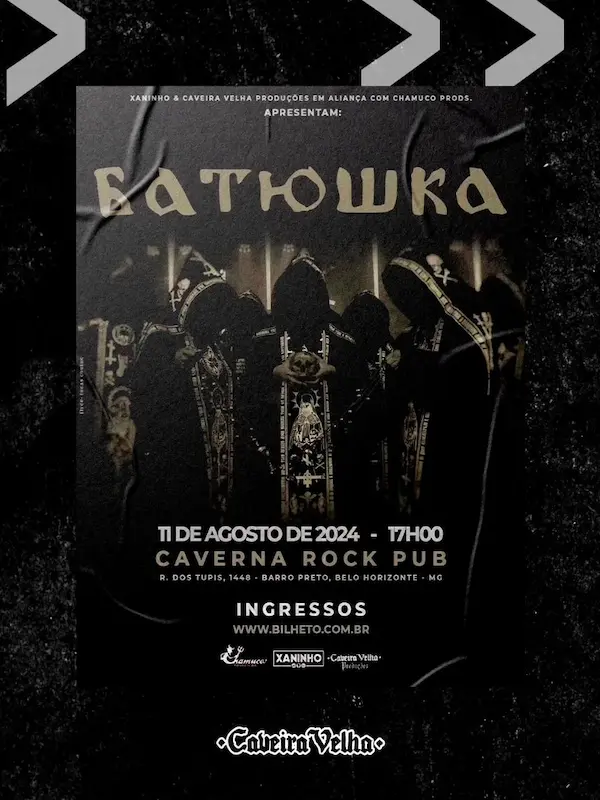 XANINHO & CAVEIRA VELHA PRODUÇÕES EM ALIANÇA COM CHAMUCO PRODS.
APRESENTAM:
БАТЮШКА
11 DE AGOSTO DE 2024 - 17H00
CAVERNA ROCK PUB
R. DOS TUPIS, 1448 - BARRO PRETO, BELO HORIZONTE - MG
INGRESSOS
WWW.BILHETO.COM.BR
Chamuco
XANINHO
Caveira Velha
Produções
Caveira Velha